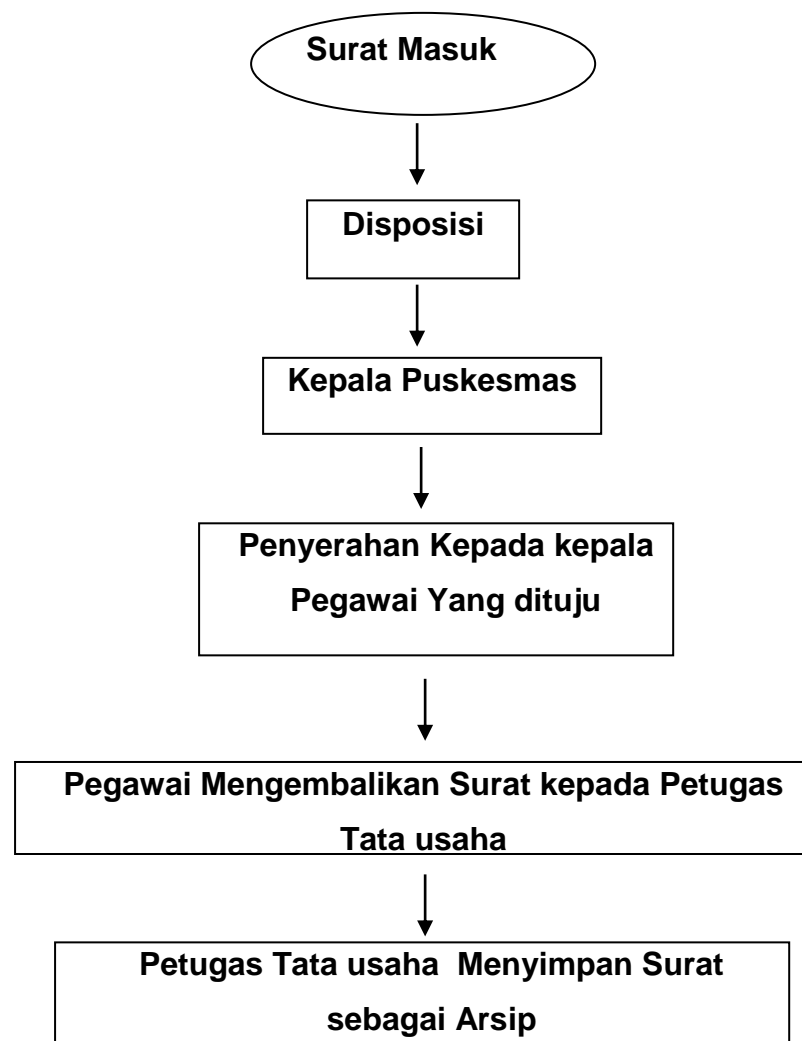 Surat Masuk
Disposisi
Kepala Puskesmas
Penyerahan Kepada kepala
Pegawai Yang dituju
Pegawai Mengembalikan Surat kepada Petugas
Tata usaha
Petugas Tata usaha  Menyimpan Surat
sebagai Arsip